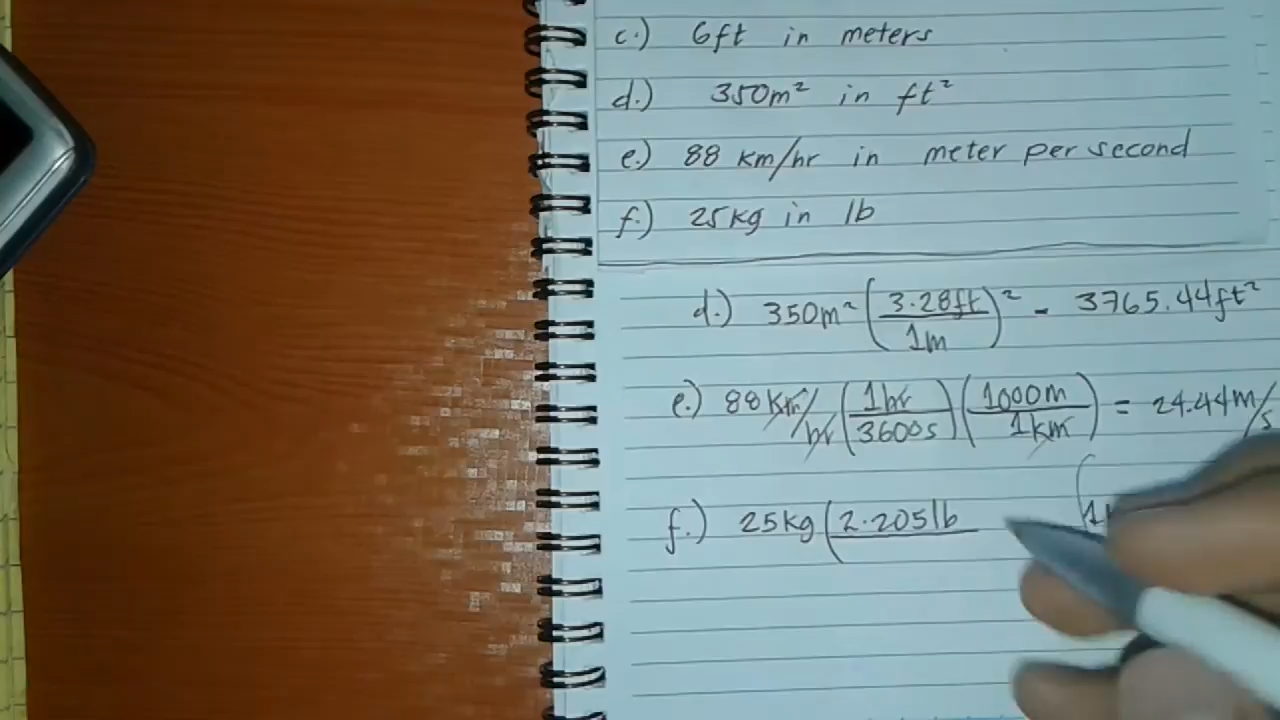 c.) 6ft in meters
d.) 350m² in ft²
e.) 88 km/hr in meter per second
f.) 25kg in lb
d.) 350m² (3.28ft/1m)² - 3765.44ft²
e.) 88 Km/hr (1hr/3600s) (1000m/1km) = 24.44m/s
f.) 25kg (2.205lb